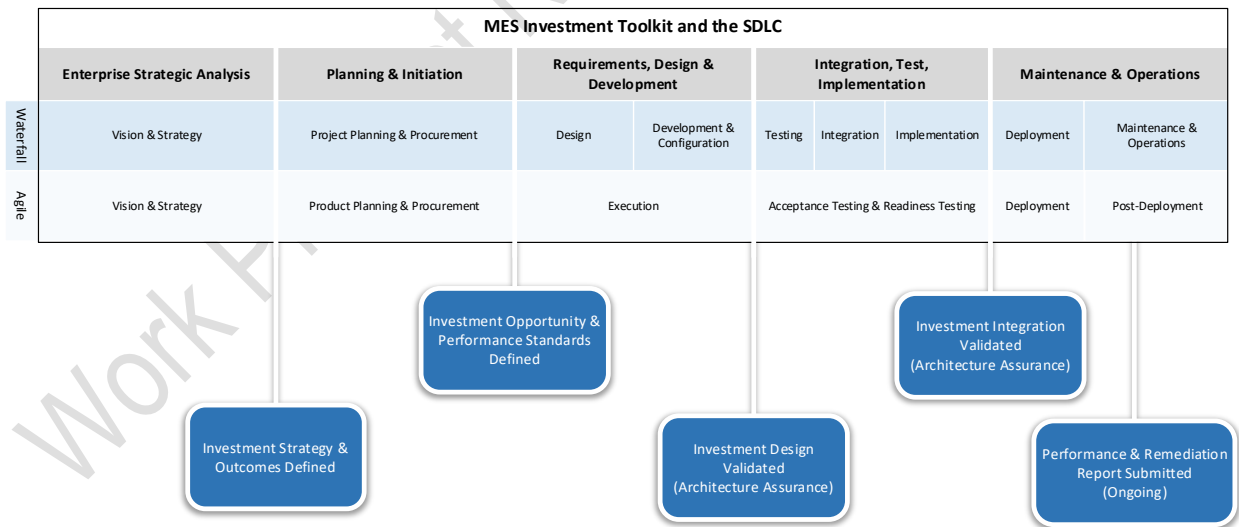 MES Investment Toolkit and the SDLC
Enterprise Strategic Analysis
Planning & Initiation
Requirements, Design &
Development
Integration, Test,
Implementation
Maintenance & Operations
Waterfall
Vision & Strategy
Project Planning & Procurement
Design
Development &
Configuration
Testing
Integration
Implementation
Deployment
Maintenance &
Operations
Agile
Vision & Strategy
Product Planning & Procurement
Execution
Acceptance Testing & Readiness Testing
Deployment
Post-Deployment
Investment Opportunity &
Performance Standards
Defined
Investment Integration
Validated
(Architecture Assurance)
Investment Strategy &
Outcomes Defined
Investment Design
Validated
(Architecture Assurance)
Performance & Remediation
Report Submitted
(Ongoing)
Work